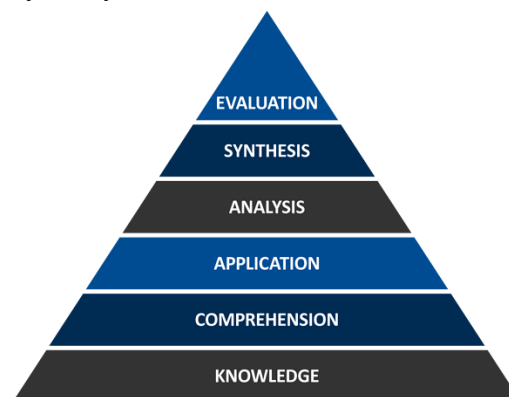 EVALUATION
SYNTHESIS
ANALYSIS
APPLICATION
COMPREHENSION
KNOWLEDGE